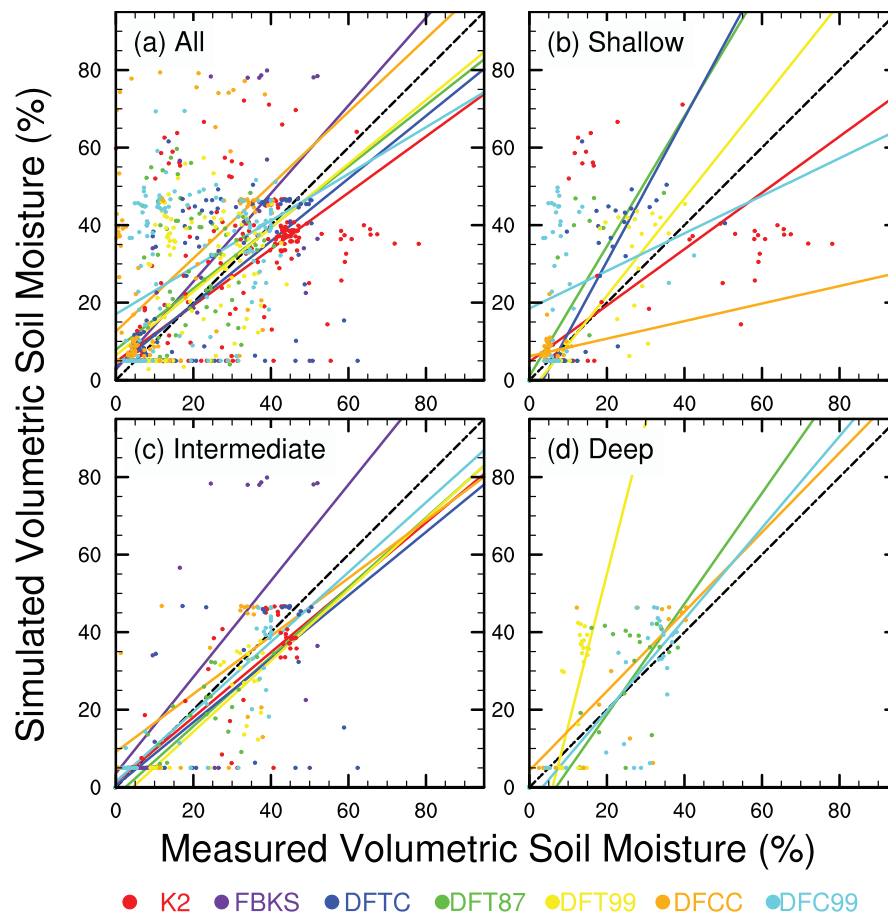 Simulated Volumetric Soil Moisture (%)
(a) All
80
60
40
20
0
0 20 40 60 80
(b) Shallow
80
60
40
20
0
0 20 40 60 80
(c) Intermediate
80
60
40
20
0
0 20 40 60 80
(d) Deep
80
60
40
20
0
0 20 40 60 80
Measured Volumetric Soil Moisture (%)
K2 FBKS DFTC DFT87 DFT99 DFCC DFC99